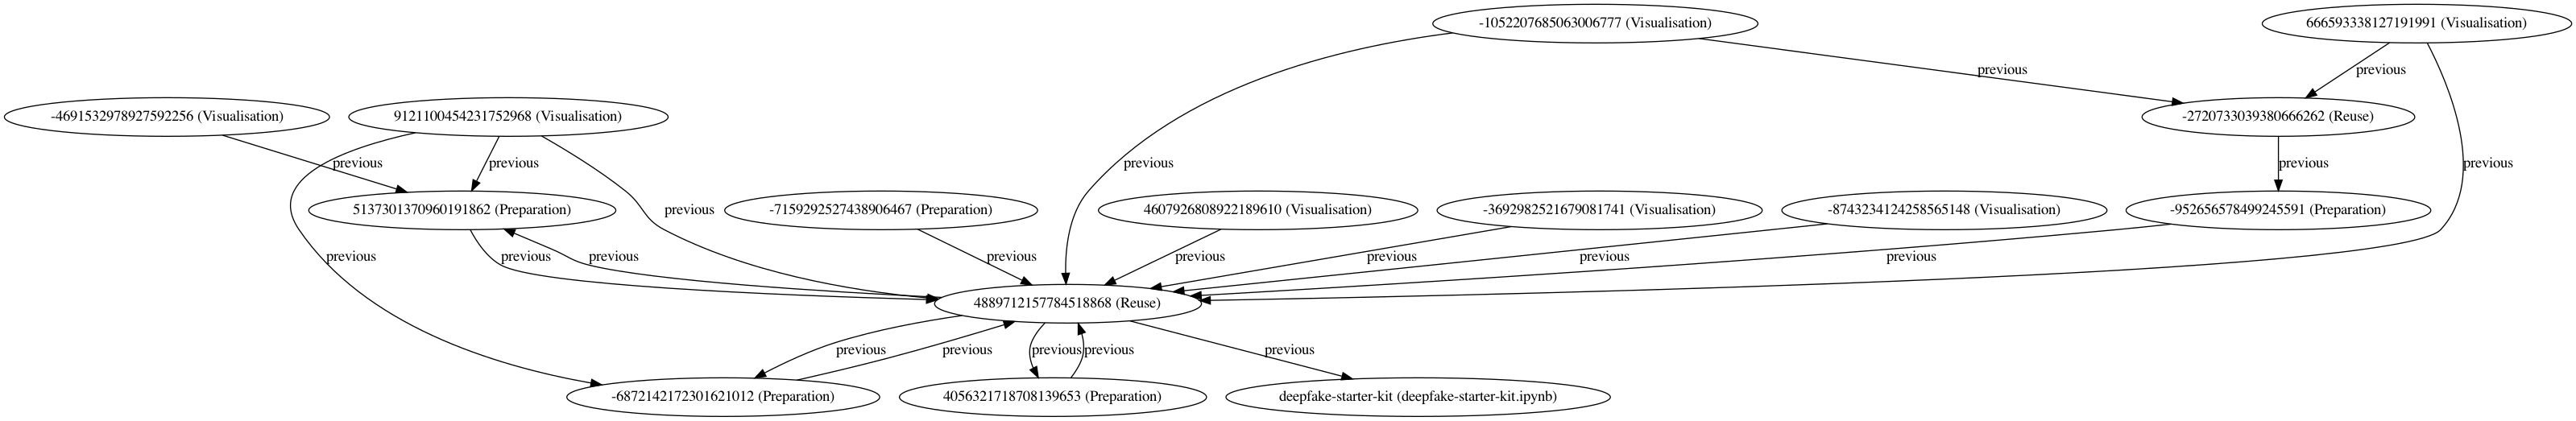 -1052207685063006777 (Visualisation)
666593338127191991 (Visualisation)
previous
previous
-4691532978927592256 (Visualisation)
9121100454231752968 (Visualisation)
-2720733039380666262 (Reuse)
previous
previous
previous
previous
previous
5137301370960191862 (Preparation)
previous
-7159292527438906467 (Preparation)
4607926808922189610 (Visualisation)
-3692982521679081741 (Visualisation)
-8743234124258565148 (Visualisation)
-952656578499245591 (Preparation)
previous
previous
previous
previous
previous
previous
previous
previous
4889712157784518868 (Reuse)
previous
previous
previous
previous
previous
-6872142172301621012 (Preparation)
4056321718708139653 (Preparation)
deepfake-starter-kit (deepfake-starter-kit.ipynb)